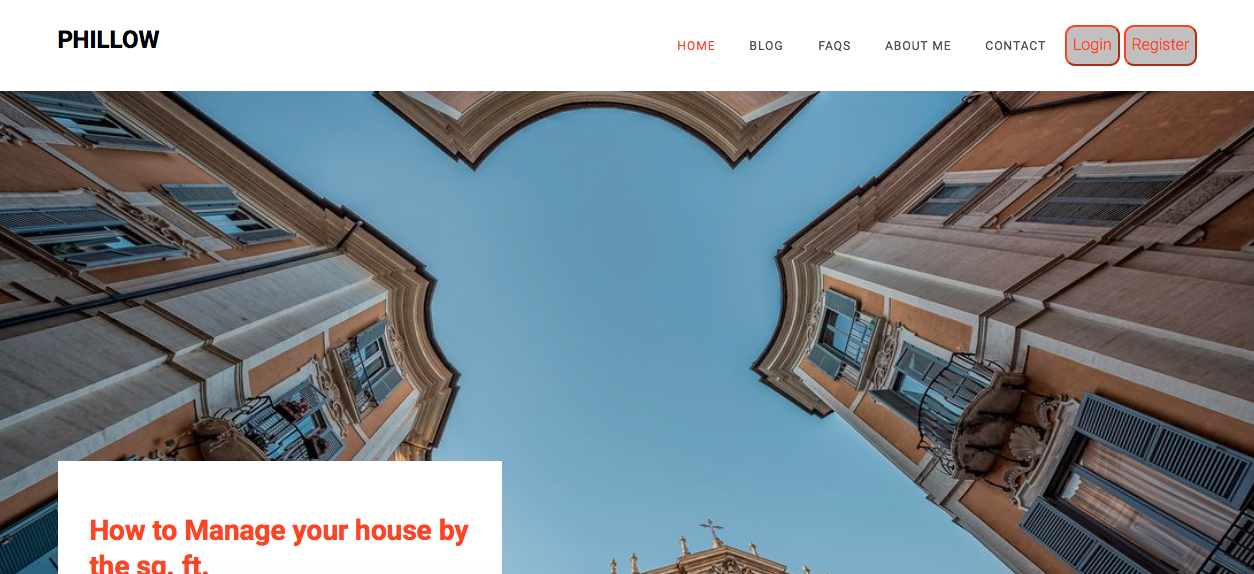 PHILLOW
HOME BLOG FAQS ABOUT ME CONTACT Login Register
How to Manage your house by
the sq. ft.